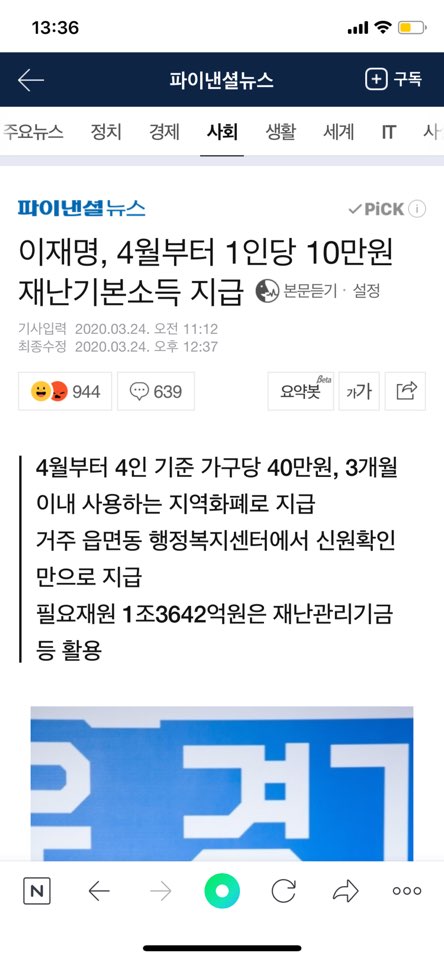 13:36
파이낸셜뉴스
구독
주요뉴스 정치 경제 사회 생활 세계 IT 사
파이낸셜뉴스
PiCK
이재명, 4월부터 1인당 10만원
재난기본소득 지급 본문듣기 · 설정
기사입력 2020.03.24. 오전 11:12
최종수정 2020.03.24. 오후 12:37
944 639 요약봇 Beta 가가
4월부터 4인 기준 가구당 40만원, 3개월
이내 사용하는 지역화폐로 지급
거주 읍면동 행정복지센터에서 신원확인
만으로 지급
필요재원 1조3642억원은 재난관리기금
등 활용
경기
N